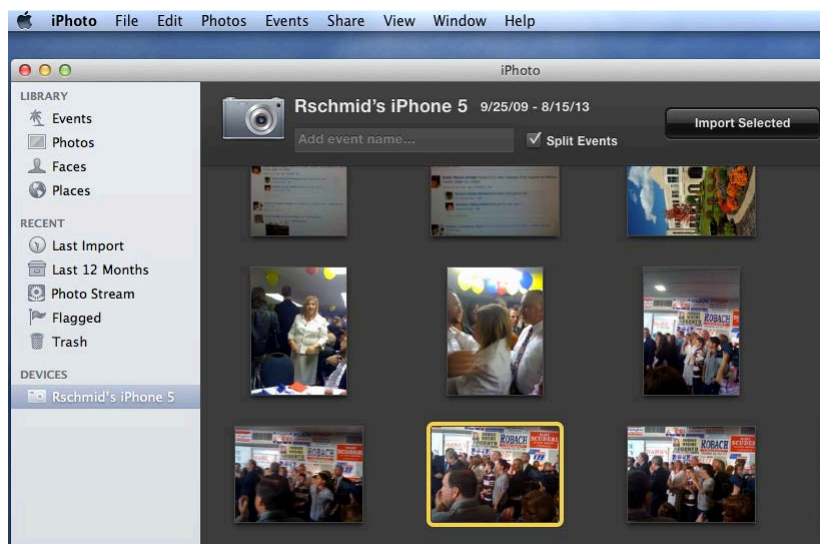 iPhoto File Edit Photos Events Share View Window Help
iPhoto
LIBRARY
Events
Photos
Faces
Places
RECENT
Last Import
Last 12 Months
Photo Stream
Flagged
Trash
DEVICES
Rschmid's iPhone 5
Rschmid's iPhone 5 9/25/09 - 8/15/13
Add event name...
Split Events
Import Selected
ROBACH
ROBACH
SCUDERI
ROBACH
SCUDERI